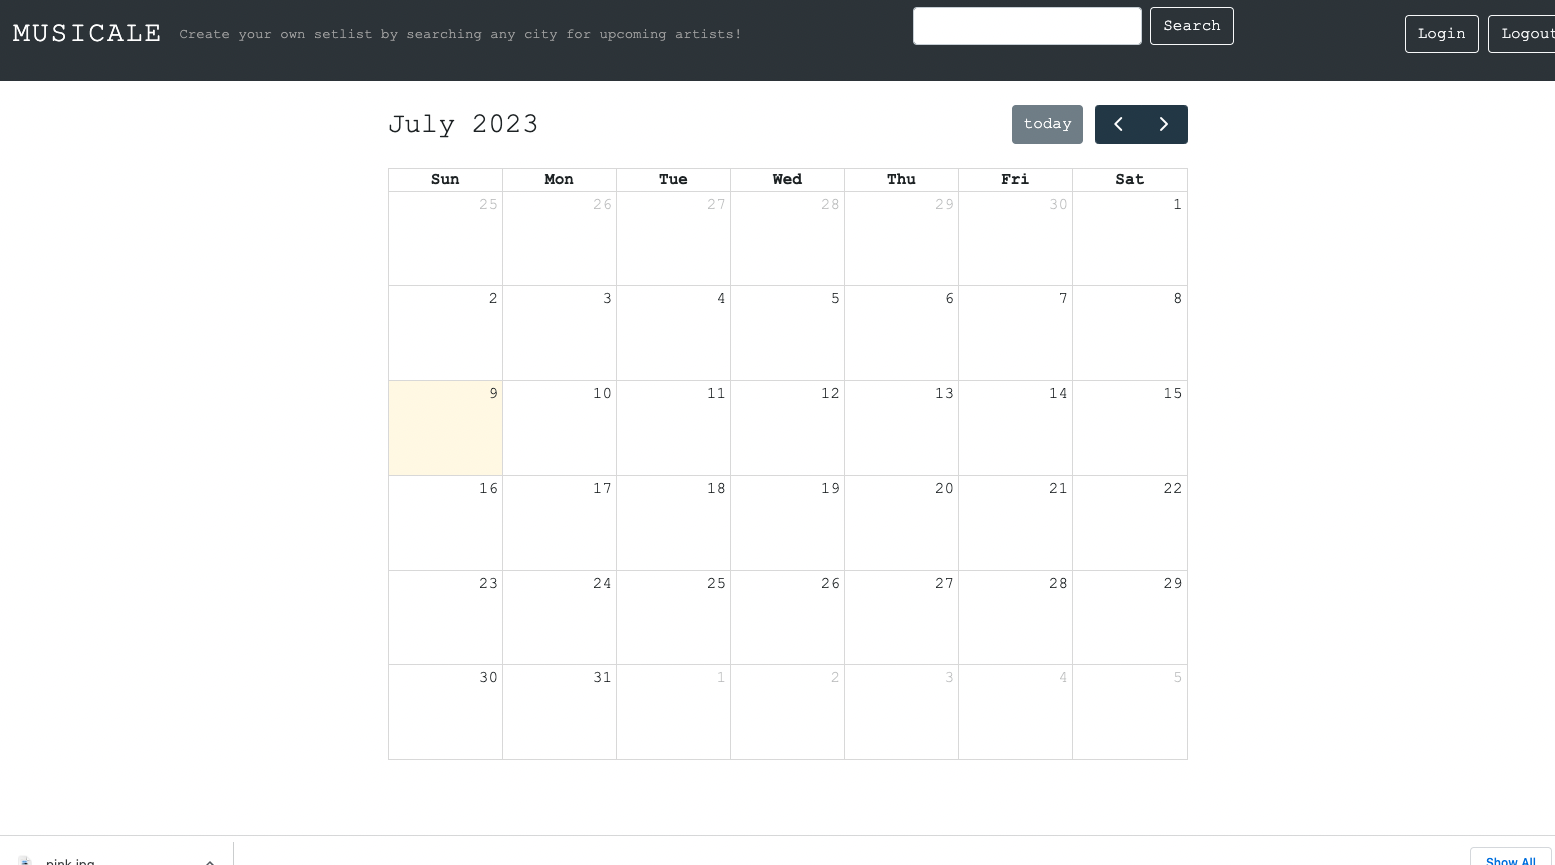 MUSICALE Create your own setlist by searching any city for upcoming artists! Search Login Logout
July 2023 today
Sun Mon Tue Wed Thu Fri Sat
25 26 27 28 29 30 1
2 3 4 5 6 7 8
9 10 11 12 13 14 15
16 17 18 19 20 21 22
23 24 25 26 27 28 29
30 31 1 2 3 4 5
pink.jpg Show All